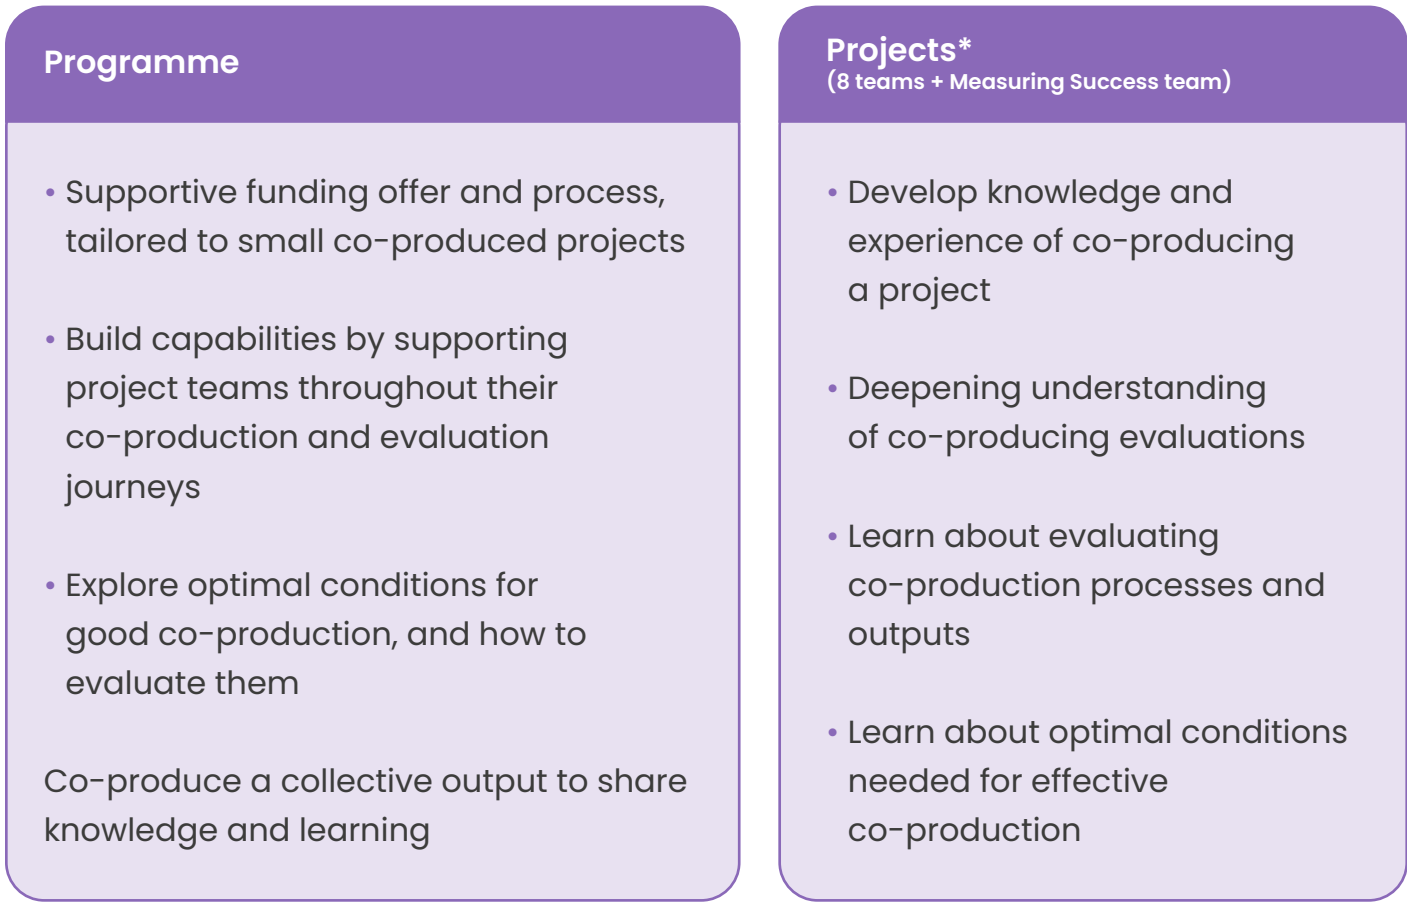 Programme
• Supportive funding offer and process,
tailored to small co-produced projects
• Build capabilities by supporting
project teams throughout their
co-production and evaluation
journeys
• Explore optimal conditions for
good co-production, and how to
evaluate them
Co-produce a collective output to share
knowledge and learning
Projects*
(8 teams + Measuring Success team)
• Develop knowledge and
experience of co-producing
a project
• Deepening understanding
of co-producing evaluations
• Learn about evaluating
co-production processes and
outputs
• Learn about optimal conditions
needed for effective
co-production